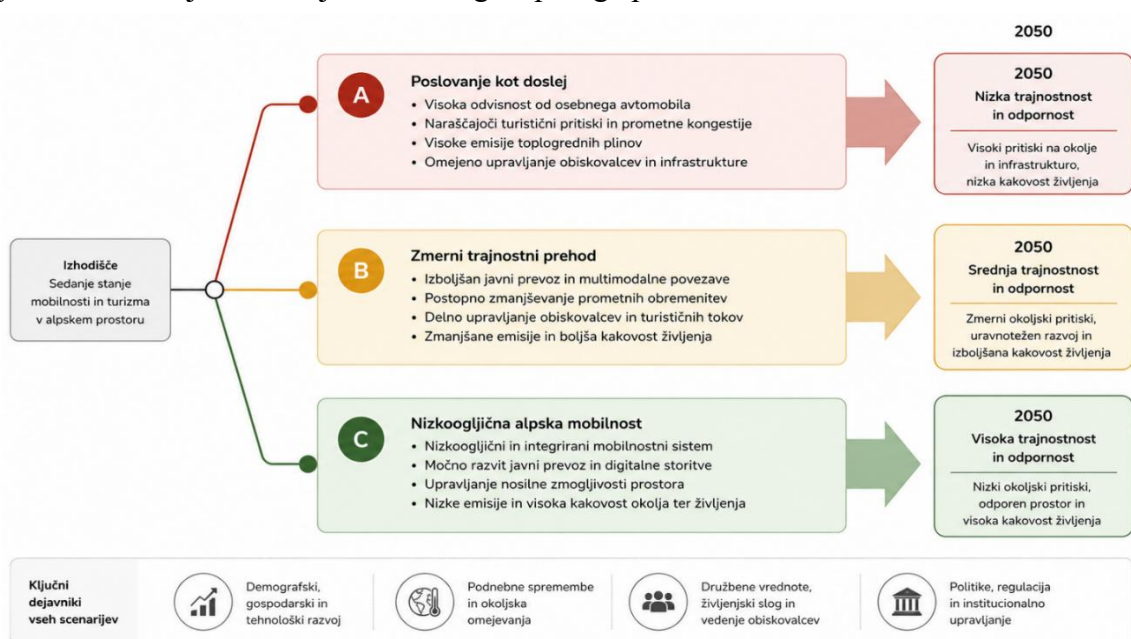 2050
A
Poslovanje kot doslej
• Visoka odvisnost od osebnega avtomobila
• Naraščajoči turistični pritiski in prometne kongestije
• Visoke emisije toplogrednih plinov
• Omejeno upravljanje obiskovalcev in infrastrukture
2050
Nizka trajnostnost
in odpornost
Visoki pritiski na okolje
in infrastrukturo,
nizka kakovost življenja
Izhodišče
Sedanje stanje
mobilnosti in turizma
v alpskem prostoru
B
Zmerni trajnostni prehod
• Izboljšan javni prevoz in multimodalne povezave
• Postopno zmanjševanje prometnih obremenitev
• Delno upravljanje obiskovalcev in turističnih tokov
• Zmanjšane emisije in boljša kakovost življenja
2050
Srednja trajnostnost
in odpornost
Zmerni okoljski pritiski,
uravnotežen razvoj in
izboljšana kakovost življenja
C
Nizkoogljična alpska mobilnost
• Nizkoogljični in integrirani mobilnostni sistem
• Močno razvit javni prevoz in digitalne storitve
• Upravljanje nosilne zmogljivosti prostora
• Nizke emisije in visoka kakovost okolja ter življenja
2050
Visoka trajnostnost
in odpornost
Nizki okoljski pritiski,
odporen prostor in
visoka kakovost življenja
Ključni
dejavniki
vseh scenarijev
Demografski,
gospodarski in
tehnološki razvoj
Podnebne spremembe
in okoljska
omejevanja
Družbene vrednote,
življenjski slog in
vedenje obiskovalcev
Politike, regulacija
in institucionalno
upravljanje